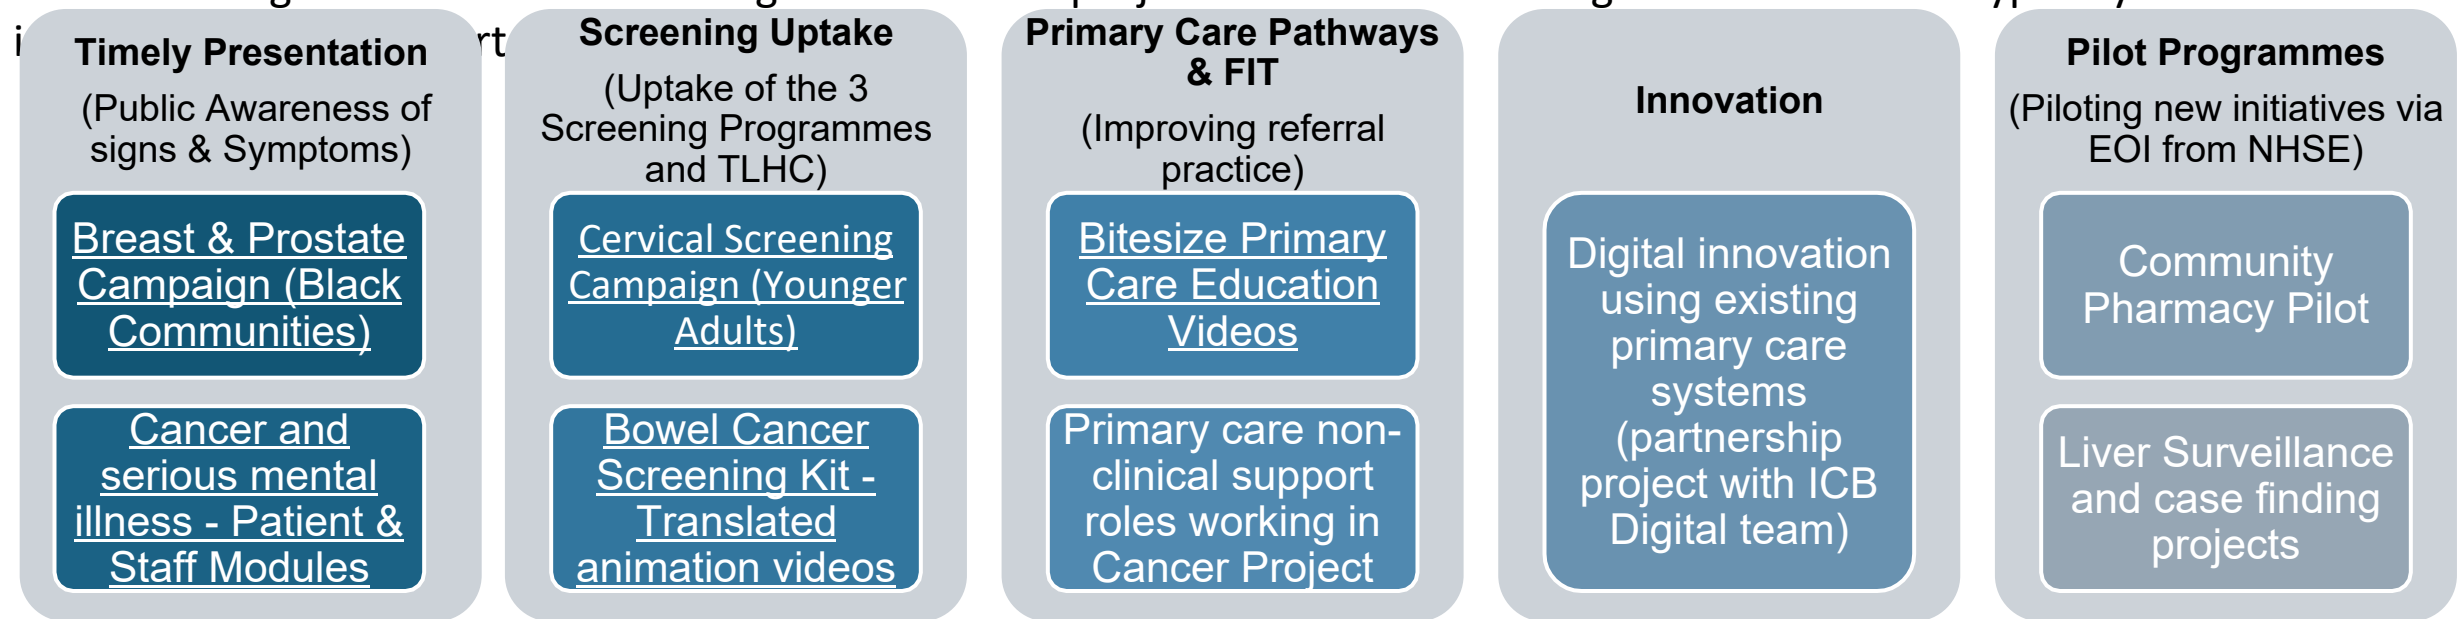 Timely Presentation
(Public Awareness of
signs & Symptoms)
Breast & Prostate
Campaign (Black
Communities)
Cancer and
serious mental
illness - Patient &
Staff Modules
Screening Uptake
(Uptake of the 3
Screening Programmes
and TLHC)
Cervical Screening
Campaign (Younger
Adults)
Bowel Cancer
Screening Kit -
Translated
animation videos
Primary Care Pathways
& FIT
(Improving referral
practice)
Bitesize Primary
Care Education
Videos
Primary care non-
clinical support
roles working in
Cancer Project
Innovation
Digital innovation
using existing
primary care
systems
(partnership
project with ICB
Digital team)
Pilot Programmes
(Piloting new initiatives via
EOI from NHSE)
Community
Pharmacy Pilot
Liver Surveillance
and case finding
projects